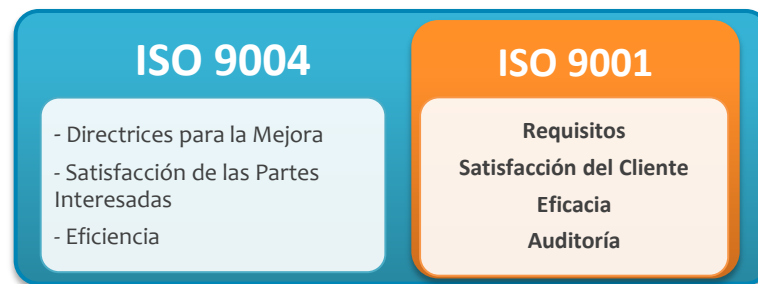 ISO 9004
- Directrices para la Mejora
- Satisfacción de las Partes
Interesadas
- Eficiencia
ISO 9001
Requisitos
Satisfacción del Cliente
Eficacia
Auditoría